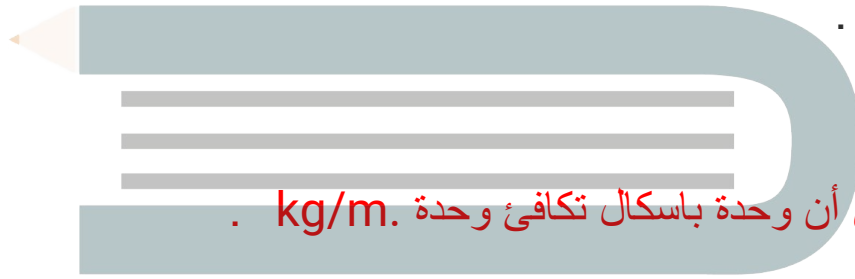 .
أن وحدة باسكال تكافئ وحدة .kg/m .